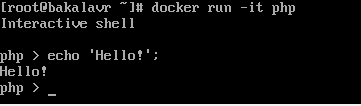 [root@bakalavr ~]# docker run -it php
Interactive shell
php > echo 'Hello!';
Hello!
php > _